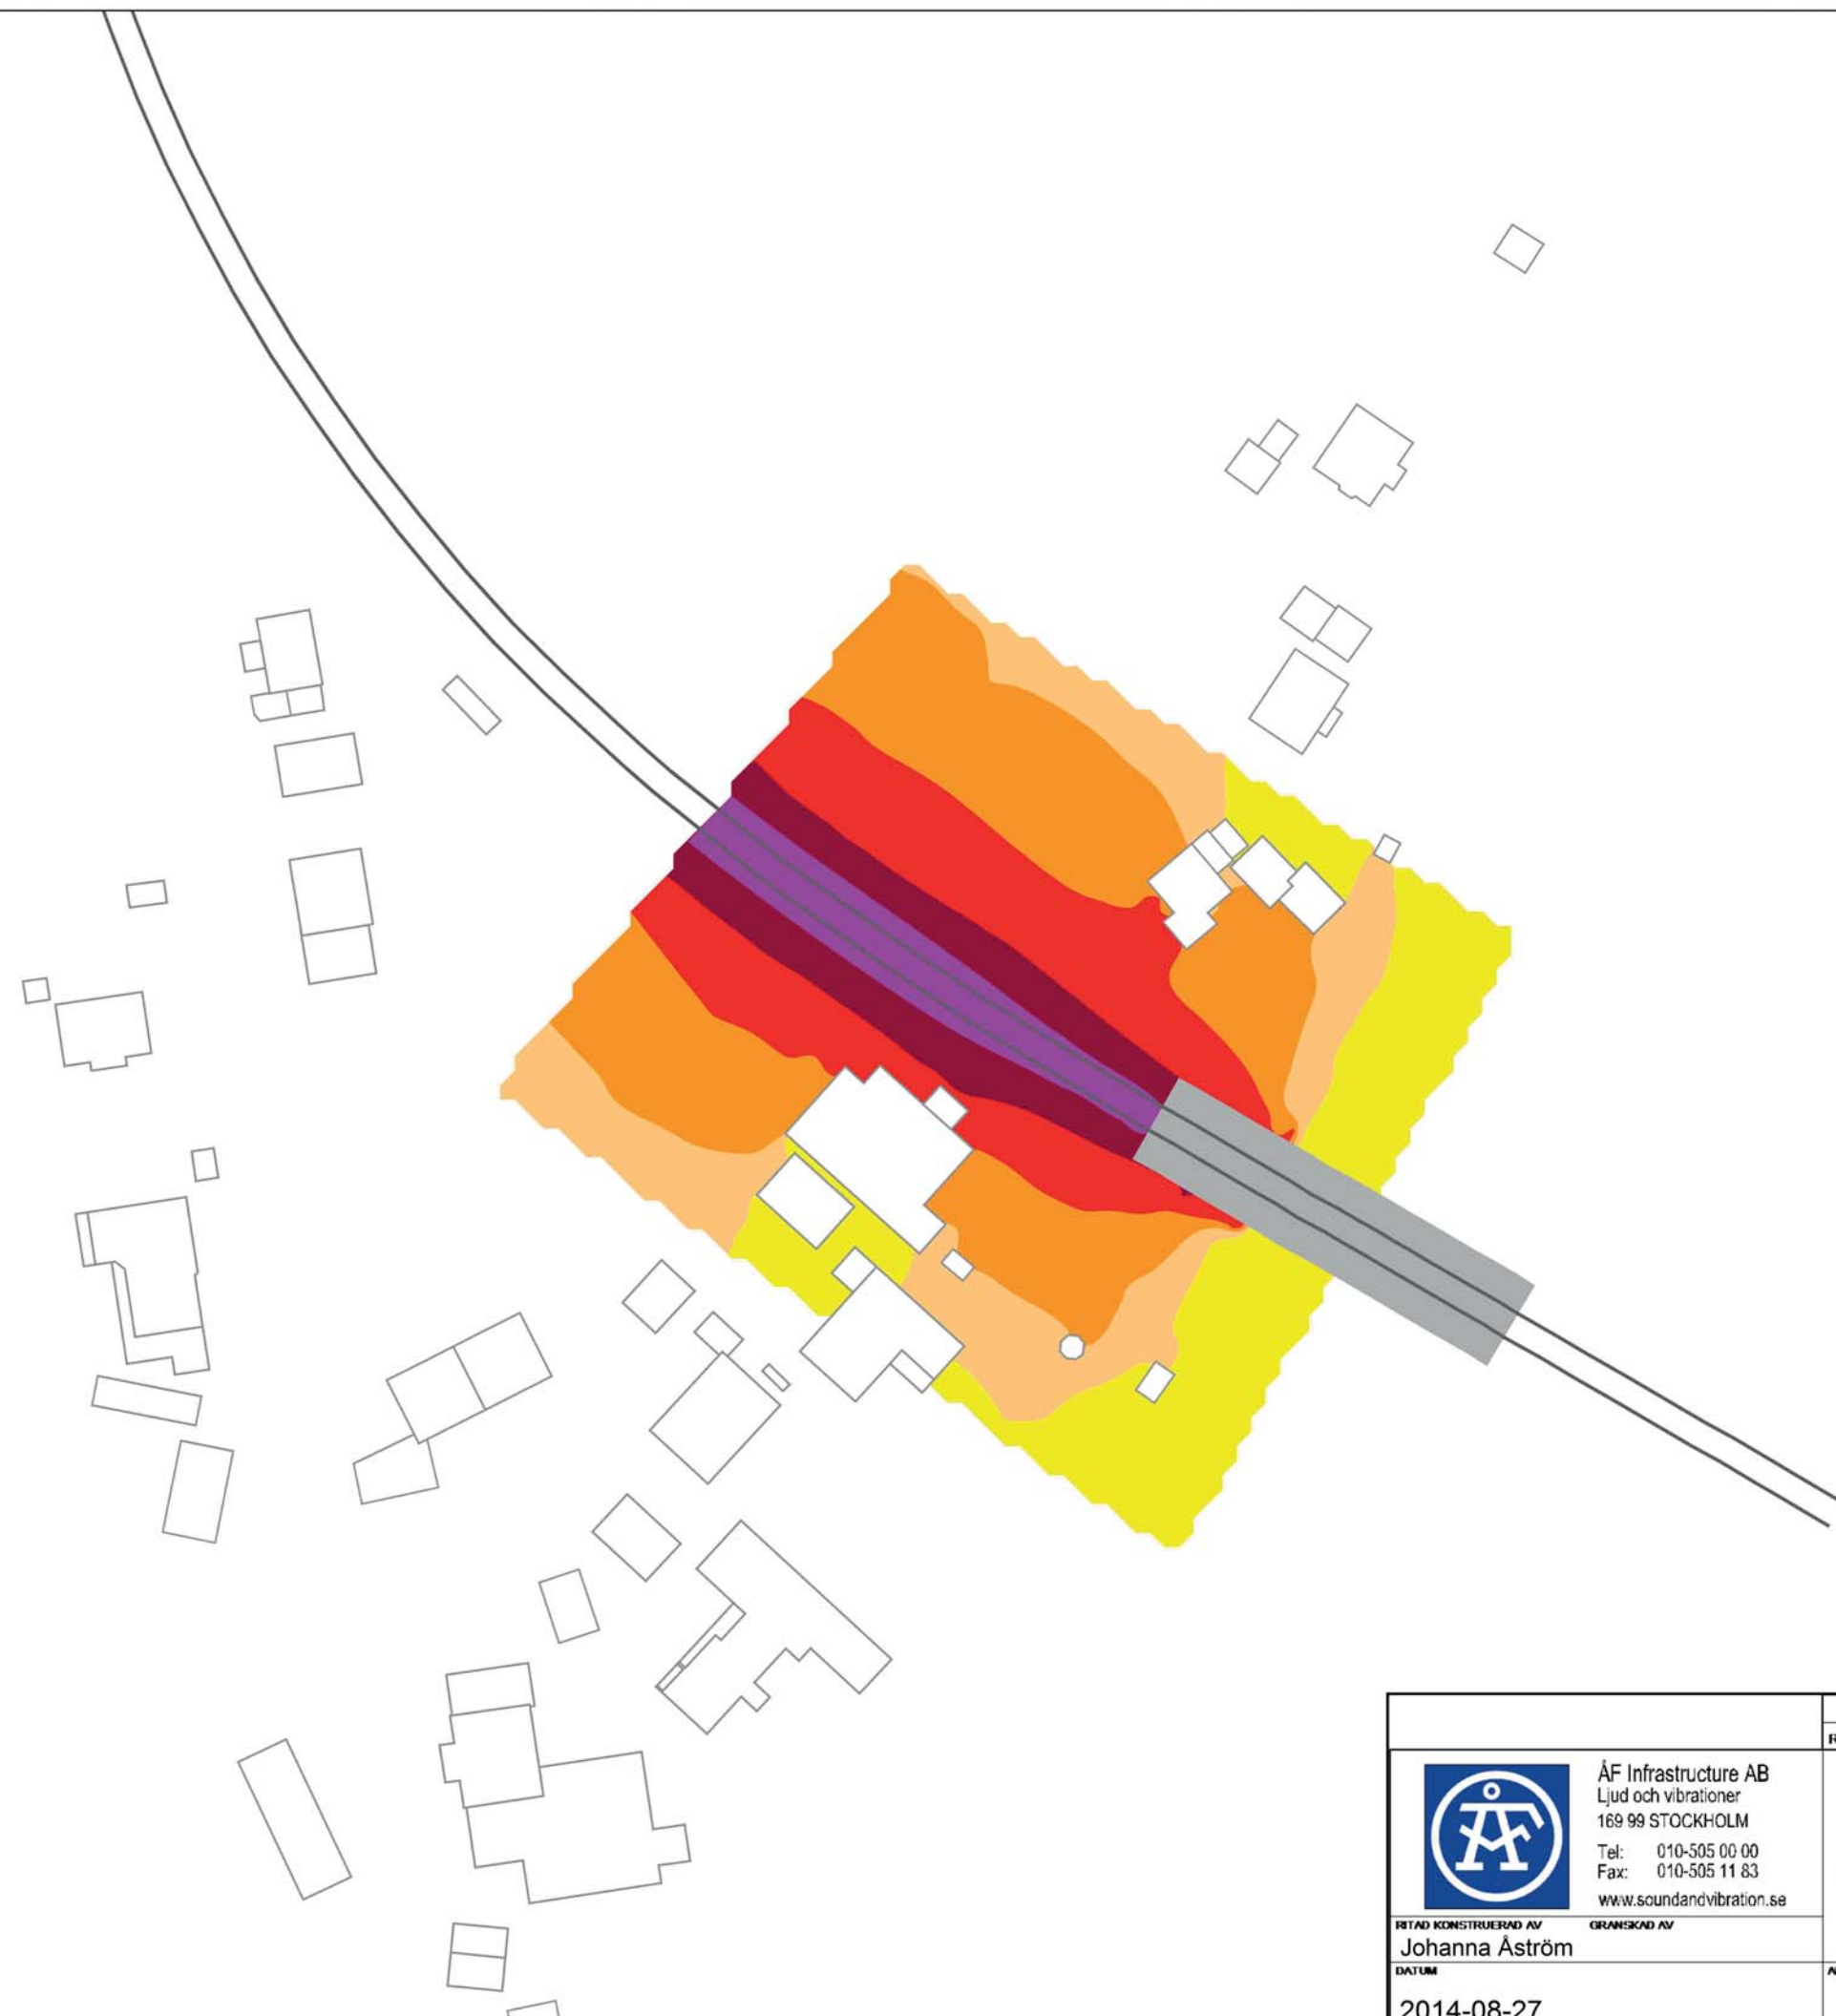 ÅF Infrastructure AB
Ljud och vibrationer
169 99 STOCKHOLM
Tel: 010-505 00 00
Fax: 010-505 11 83
www.soundandvibration.se
RITAD KONSTRUERAD AV GRANSKAD AV
Johanna Åström
DATUM
2014-08-27